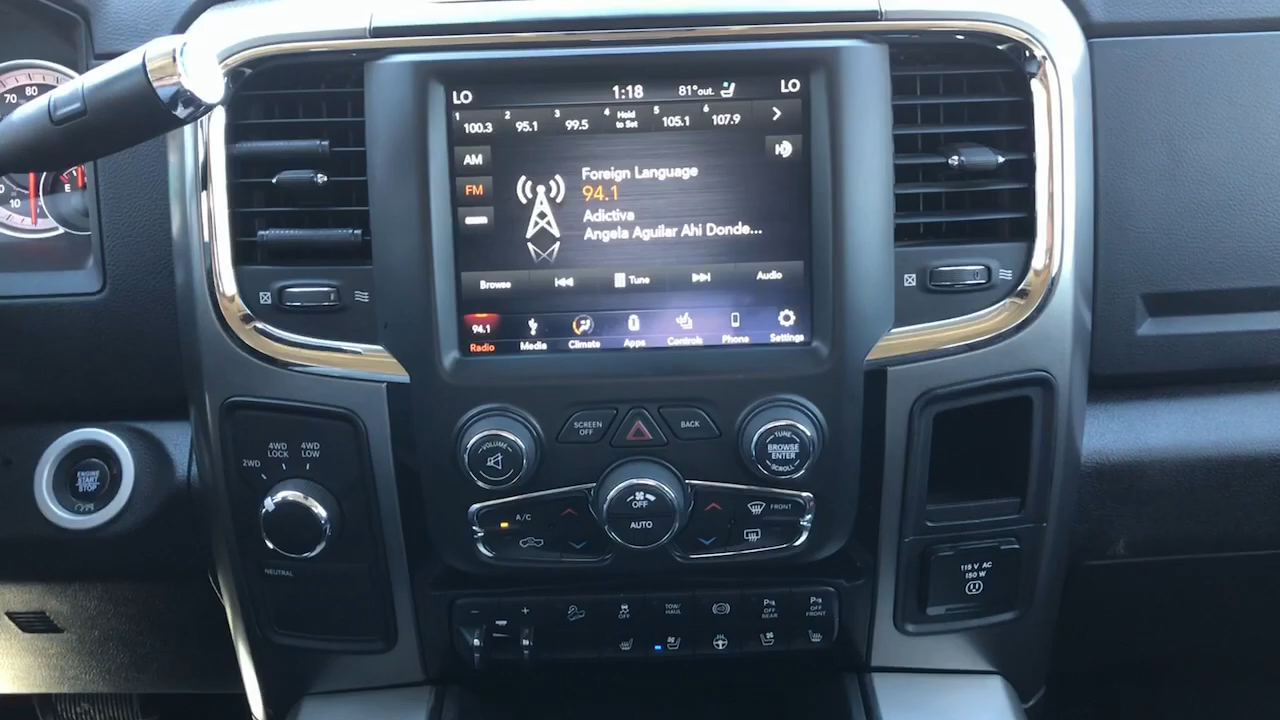 LO 1:18 81°out. LO
1 100.3 2 95.1 3 99.5 4 Hold to Set 5 105.1 6 107.9
AM
FM
Foreign Language
94.1
Adictiva
Angela Aguilar Ahi Donde...
Browse Tune Audio
94.1
Radio Media Climate Apps Controls Phone Settings
70 80
10
E
SCREEN OFF
BACK
VOLUME
TUNE
BROWSE
ENTER
SCROLL
ENGINE
START
STOP
2WD
4WD LOCK
4WD LOW
NEUTRAL
A/C
OFF
AUTO
FRONT
115 V AC
150 W
- +
OFF
TOW/HAUL
P OFF REAR
P OFF FRONT